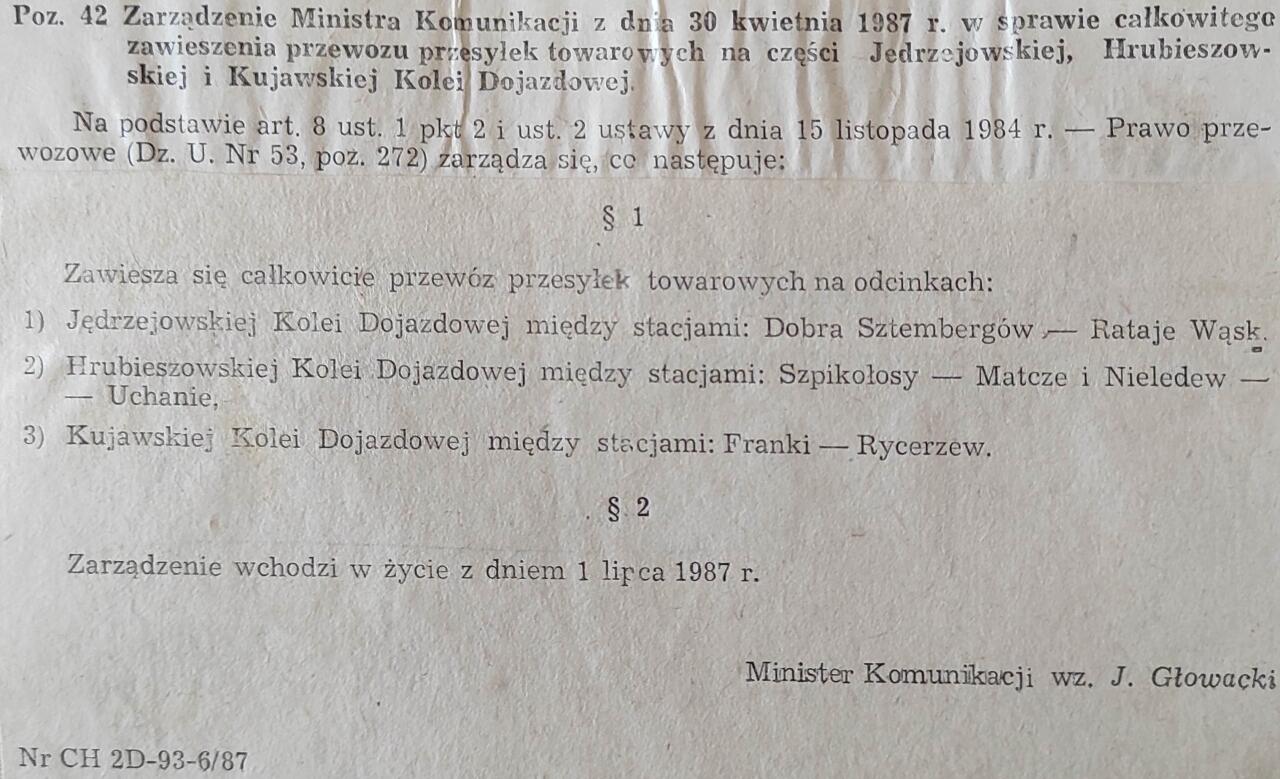 Poz. 42 Zarządzenie Ministra Komunikacji z dnia 30 kwietnia 1987 r. w sprawie całkowitego
zawieszenia przewozu przesyłek towarowych na części Jędrzejowskiej, Hrubieszow-
skiej i Kujawskiej Kolei Dojazdowej.
Na podstawie art. 8 ust. 1 pkt 2 i ust. 2 ustawy z dnia 15 listopada 1984 r. — Prawo prze-
wozowe (Dz. U. Nr 53, poz. 272) zarządza się, co następuje:
§ 1
Zawiesza się całkowicie przewóz przesyłek towarowych na odcinkach:
1) Jędrzejowskiej Kolei Dojazdowej między stacjami: Dobra Sztembergów — Rataje Wąsk.
2) Hrubieszowskiej Kolei Dojazdowej między stacjami: Szpikołosy — Matcze i Nieledew —
— Uchanie,
3) Kujawskiej Kolei Dojazdowej między stacjami: Franki — Rycerzew.
§ 2
Zarządzenie wchodzi w życie z dniem 1 lipca 1987 r.
Minister Komunikacji wz. J. Głowacki
Nr CH 2D-93-6/87